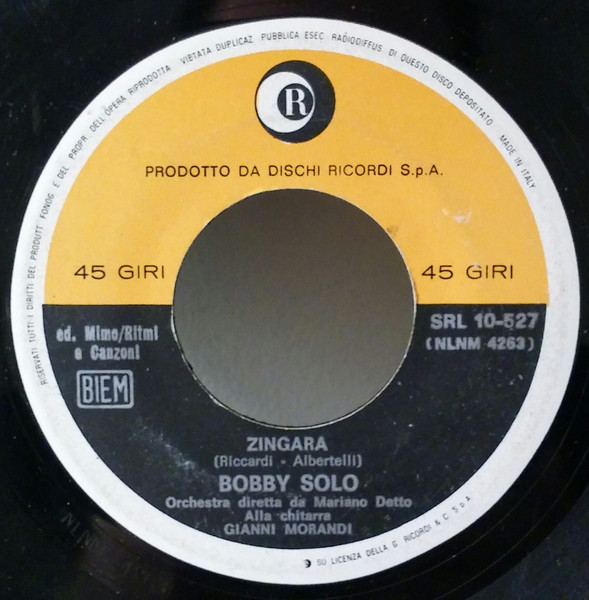 RISERVATI TUTTI I DIRITTI DEL PRODUTT FONOG E DEL PROPR DELL'OPERA RIPRODOTTA VIETATA DUPLICAZ PUBBLICA ESEC RADIODIFFUS DI QUESTO DISCO DEPOSITATO MADE IN ITALY
R
PRODOTTO DA DISCHI RICORDI S.p.A.
45 GIRI
45 GIRI
ed. Mimo/Ritmi
e Canzoni
BIEM
SRL 10-527
(NLNM 4263)
ZINGARA
(Riccardi - Albertelli)
BOBBY SOLO
Orchestra diretta da Mariano Detto
Alla chitarra
GIANNI MORANDI
SU LICENZA DELLA G. RICORDI & C. S.p.A